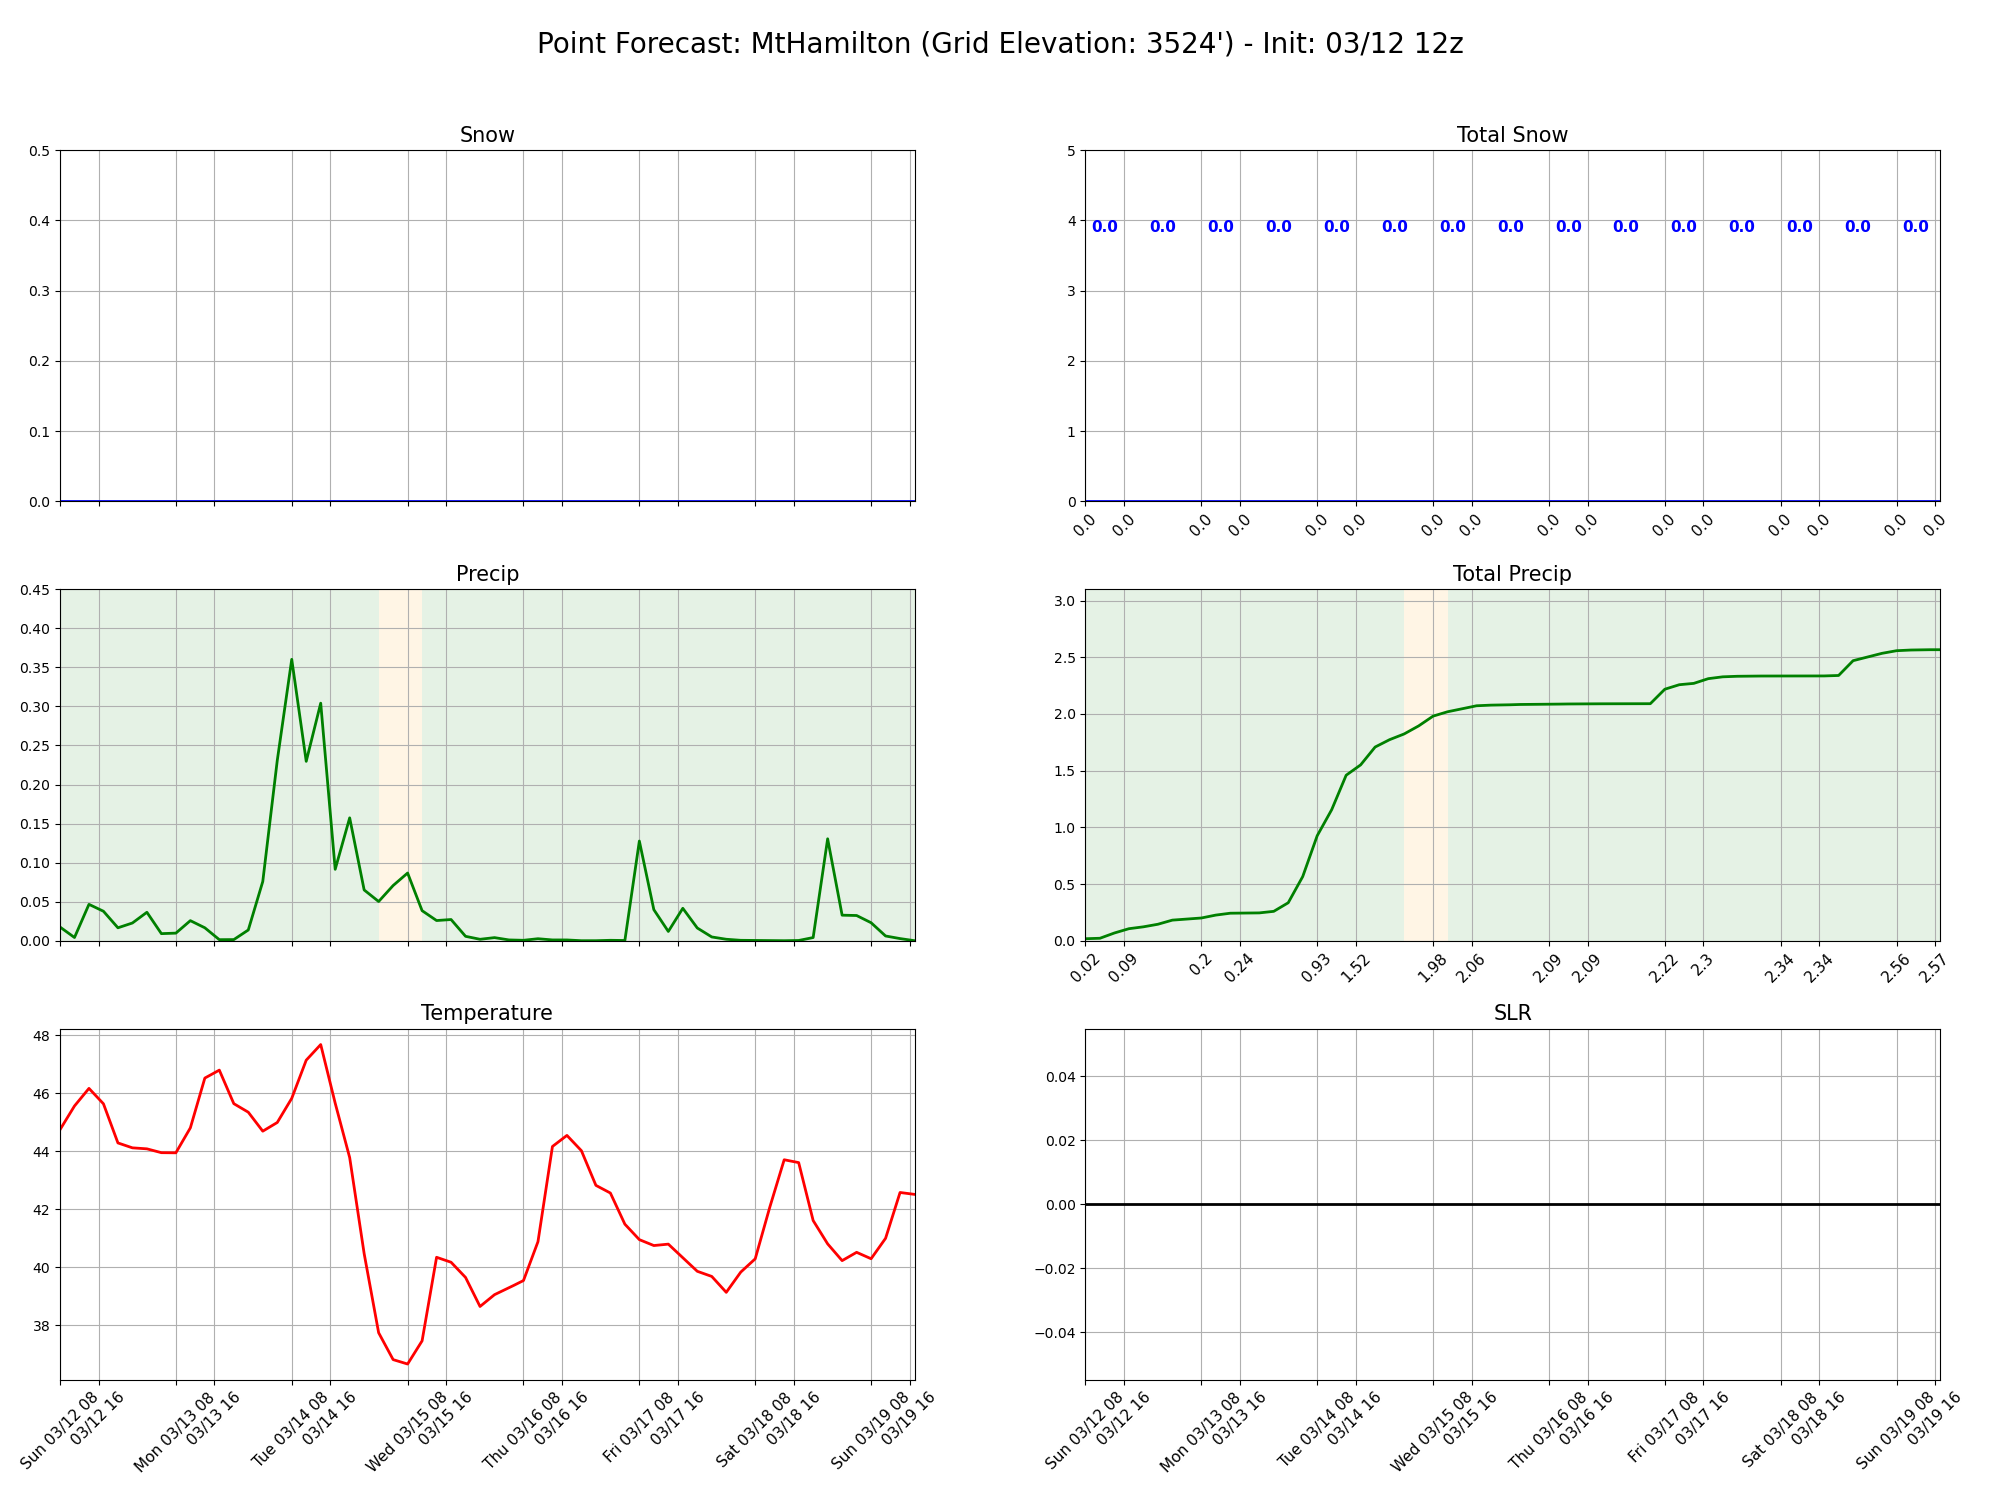 Point Forecast: MtHamilton (Grid Elevation: 3524') - Init: 03/12 12z
Snow
0.5
0.4
0.3
0.2
0.1
0.0
Total Snow
5
4
3
2
1
0
0.0 0.0 0.0 0.0 0.0 0.0 0.0 0.0 0.0 0.0 0.0 0.0 0.0 0.0 0.0
0.0 0.0 0.0 0.0 0.0 0.0 0.0 0.0 0.0 0.0 0.0 0.0 0.0 0.0 0.0 0.0
Precip
0.45
0.40
0.35
0.30
0.25
0.20
0.15
0.10
0.05
0.00
Total Precip
3.0
2.5
2.0
1.5
1.0
0.5
0.0
0.02 0.09 0.2 0.24 0.93 1.52 1.98 2.06 2.09 2.09 2.22 2.3 2.34 2.34 2.56 2.57
Temperature
48
46
44
42
40
38
Sun 03/12 08
03/12 16
Mon 03/13 08
03/13 16
Tue 03/14 08
03/14 16
Wed 03/15 08
03/15 16
Thu 03/16 08
03/16 16
Fri 03/17 08
03/17 16
Sat 03/18 08
03/18 16
Sun 03/19 08
03/19 16
SLR
0.04
0.02
0.00
−0.02
−0.04
Sun 03/12 08
03/12 16
Mon 03/13 08
03/13 16
Tue 03/14 08
03/14 16
Wed 03/15 08
03/15 16
Thu 03/16 08
03/16 16
Fri 03/17 08
03/17 16
Sat 03/18 08
03/18 16
Sun 03/19 08
03/19 16